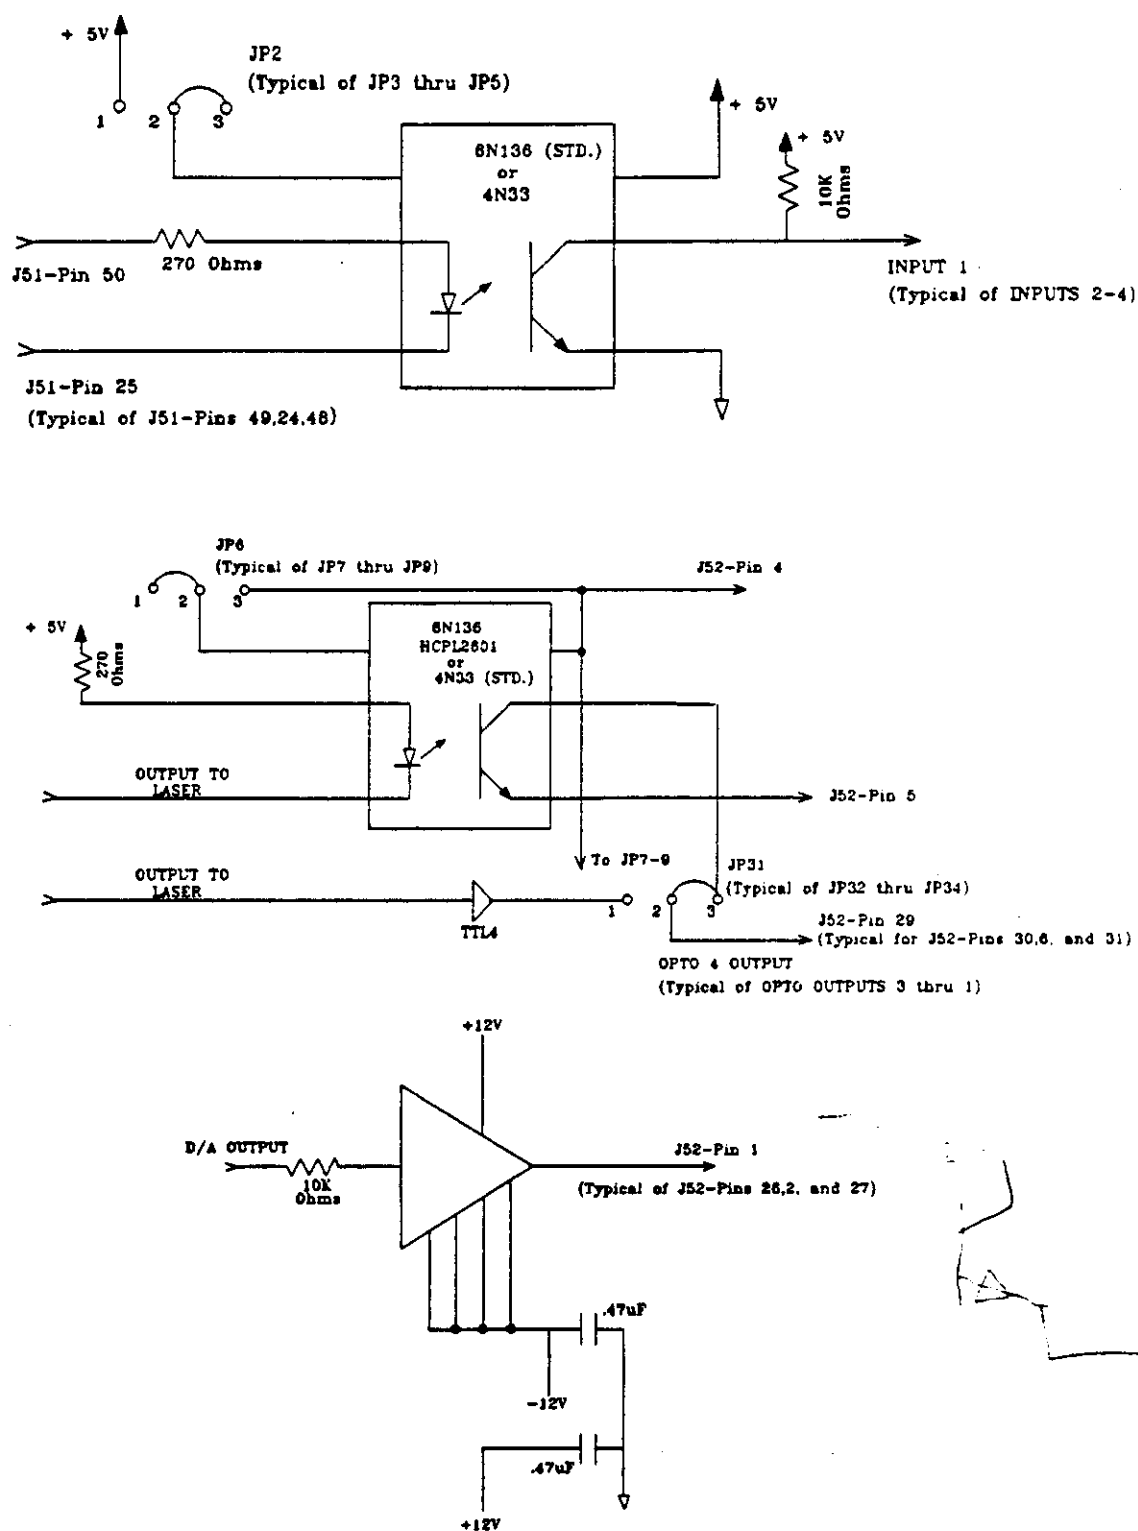 + 5V
JP2
(Typical of JP3 thru JP5)
1 2 3
+ 5V
6N136 (STD.)
or
4N33
+ 5V
10K
Ohms
270 Ohms
J51-Pin 50
INPUT 1
(Typical of INPUTS 2-4)
J51-Pin 25
(Typical of J51-Pins 49,24,48)
JP6
(Typical of JP7 thru JP9)
J52-Pin 4
1 2 3
+ 5V
270
Ohms
6N136
HCPL2601
or
4N33 (STD.)
OUTPUT TO
LASER
J52-Pin 5
To JP7-9
OUTPUT TO
LASER
JP31
(Typical of JP32 thru JP34)
1 2 3
TTL4
J52-Pin 29
(Typical for J52-Pins 30,6, and 31)
OPTO 4 OUTPUT
(Typical of OPTO OUTPUTS 3 thru 1)
+12V
D/A OUTPUT
10K
Ohms
J52-Pin 1
(Typical of J52-Pins 26,2, and 27)
.47uF
-12V
.47uF
+12V